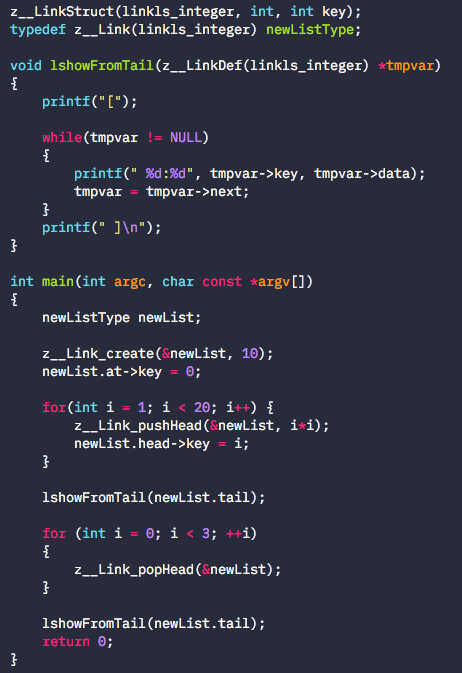 z__LinkStruct(linkls_integer, int, int key);
typedef z__Link(linkls_integer) newListType;

void lshowFromTail(z__LinkDef(linkls_integer) *tmpvar)
{
    printf("[");

    while(tmpvar != NULL)
    {
        printf(" %d:%d", tmpvar->key, tmpvar->data);
        tmpvar = tmpvar->next;
    }
    printf(" ]\n");
}

int main(int argc, char const *argv[])
{
    newListType newList;

    z__Link_create(&newList, 10);
    newList.at->key = 0;

    for(int i = 1; i < 20; i++) {
        z__Link_pushHead(&newList, i*i);
        newList.head->key = i;
    }

    lshowFromTail(newList.tail);

    for (int i = 0; i < 3; ++i)
    {
        z__Link_popHead(&newList);
    }

    lshowFromTail(newList.tail);
    return 0;
}